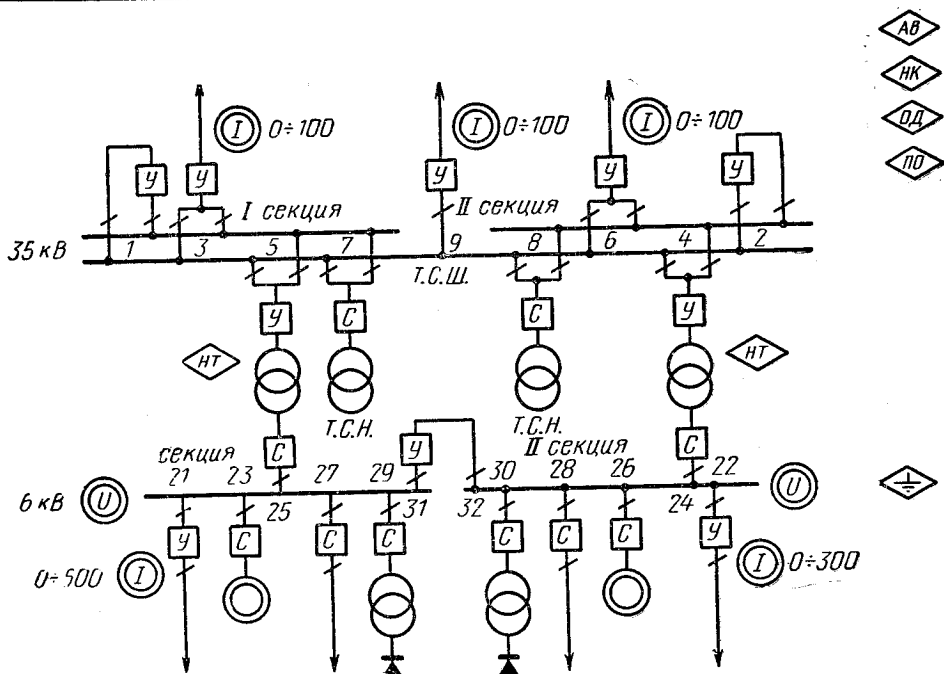 АВ
НК
ОД
ПО
I 0÷100
I 0÷100
I 0÷100
У У У У У
I секция II секция
35 кВ 1 3 5 7 9 8 6 4 2
Т.С.Ш.
У С С У
НТ НТ
Т.С.Н. Т.С.Н.
С У С
секция II секция
21 23 27 29 30 28 26 22
6 кВ U 25 31 32 24 U
У С С С С С С У
I I 0÷300